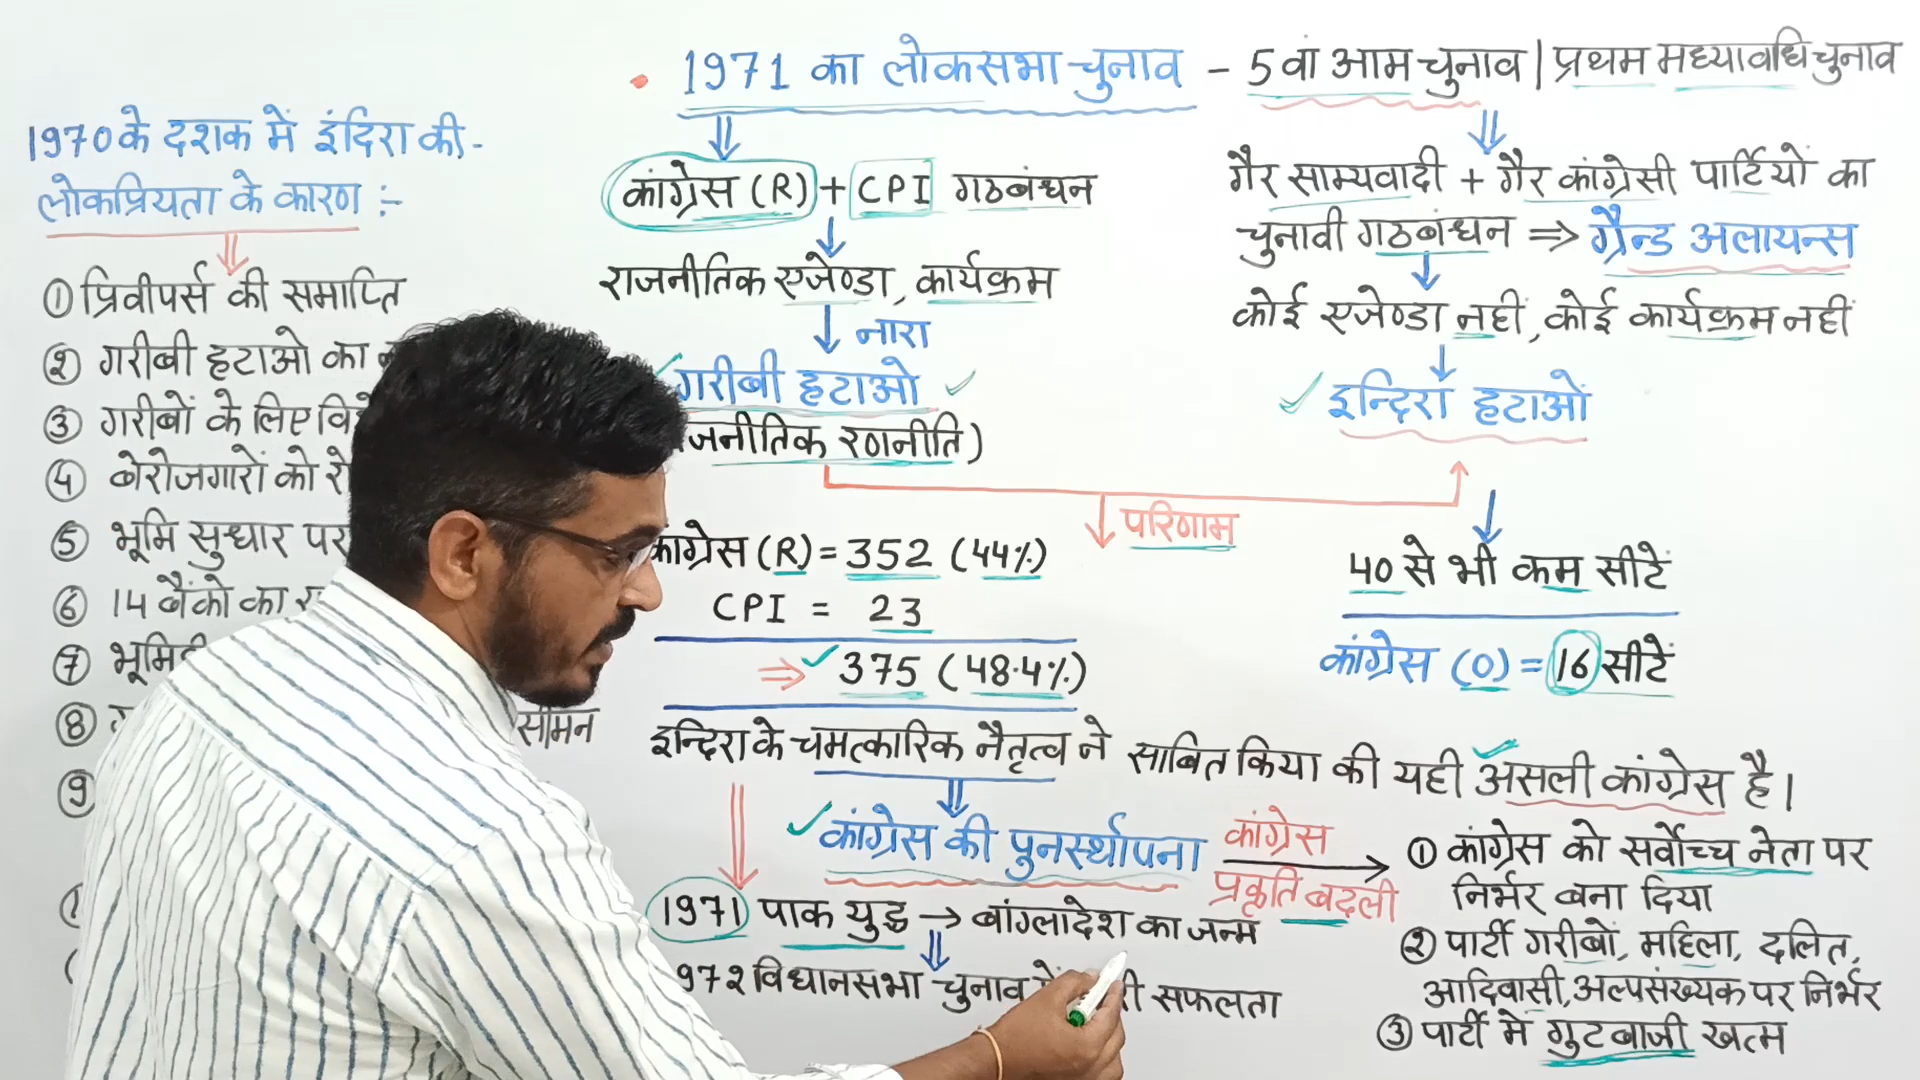 1971 का लोकसभा चुनाव - 5वां आम चुनाव | प्रथम मध्यावधि चुनाव
1970 के दशक में इंदिरा की -
लोकप्रियता के कारण :-
① प्रिवीपर्स की समाप्ति
② गरीबी हटाओ का
③ गरीबों के लिए
④ बेरोजगारों को
⑤ भूमि सुधार पर
⑥ 14 बैंको का
⑦
⑧
सीमन
⑨
कांग्रेस (R) + CPI गठबंधन
राजनीतिक एजेण्डा, कार्यक्रम
नारा
गरीबी हटाओ
रणनीति)
गैर साम्यवादी + गैर कांग्रेसी पार्टियों का
चुनावी गठबंधन ⇒ ग्रैन्ड अलायन्स
कोई एजेण्डा नहीं, कोई कार्यक्रम नहीं
इन्दिरा हटाओं
परिणाम
कांग्रेस (R) = 352 (44%)
CPI = 23
⇒ 375 (48.4%)
40 से भी कम सीटें
कांग्रेस (O) = 16 सीटें
इन्दिरा के चमत्कारिक नैतृत्व ने साबित किया की यही असली कांग्रेस है।
कांग्रेस की पुनर्स्थापना
कांग्रेस
प्रकृति बदली
① कांग्रेस को सर्वोच्च नेता पर
निर्भर बना दिया
② पार्टी गरीबों, महिला, दलित,
आदिवासी, अल्पसंख्यक पर निर्भर
③ पार्टी में गुटबाजी खत्म
1971 पाक युद्ध → बांग्लादेश का जन्म
972 विधानसभा चुनाव सफलता